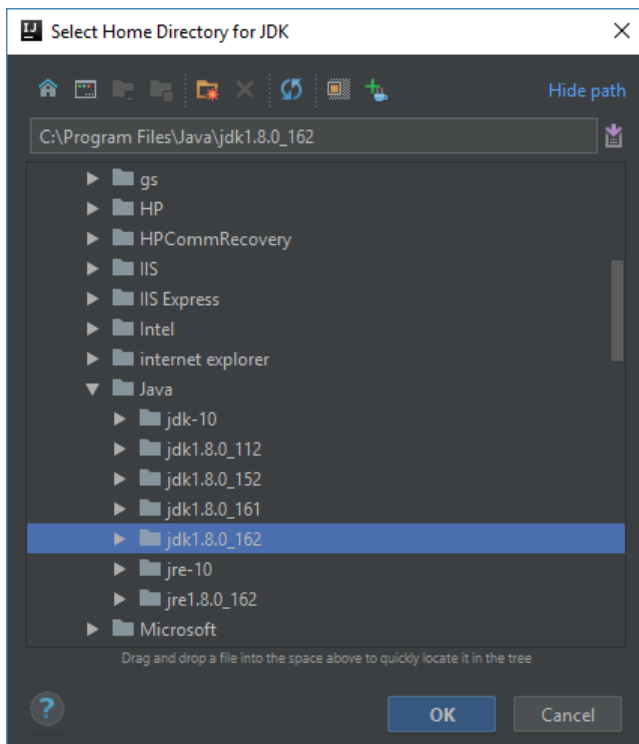 IJ
Select Home Directory for JDK
Hide path
C:\Program Files\Java\jdk1.8.0_162
gs
HP
HPCommRecovery
IIS
IIS Express
Intel
internet explorer
Java
jdk-10
jdk1.8.0_112
jdk1.8.0_152
jdk1.8.0_161
jdk1.8.0_162
jre-10
jre1.8.0_162
Microsoft
Drag and drop a file into the space above to quickly locate it in the tree
?
OK Cancel